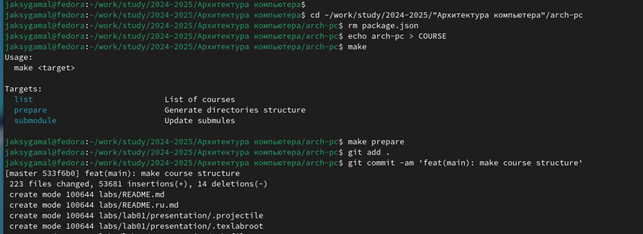 jaksygamal@fedora:~/work/study/2024-2025/Архитектура компьютера$
jaksygamal@fedora:~/work/study/2024-2025/Архитектура компьютера$ cd ~/work/study/2024-2025/"Архитектура компьютера"/arch-pc
jaksygamal@fedora:~/work/study/2024-2025/Архитектура компьютера/arch-pc$ rm package.json
jaksygamal@fedora:~/work/study/2024-2025/Архитектура компьютера/arch-pc$ echo arch-pc > COURSE
jaksygamal@fedora:~/work/study/2024-2025/Архитектура компьютера/arch-pc$ make
Usage:
make <target>
Targets:
list List of courses
prepare Generate directories structure
submodule Update submules
jaksygamal@fedora:~/work/study/2024-2025/Архитектура компьютера/arch-pc$ make prepare
jaksygamal@fedora:~/work/study/2024-2025/Архитектура компьютера/arch-pc$ git add .
jaksygamal@fedora:~/work/study/2024-2025/Архитектура компьютера/arch-pc$ git commit -am 'feat(main): make course structure'
[master 533f6b0] feat(main): make course structure
223 files changed, 53681 insertions(+), 14 deletions(-)
create mode 100644 labs/README.md
create mode 100644 labs/README.ru.md
create mode 100644 labs/lab01/presentation/.projectile
create mode 100644 labs/lab01/presentation/.texlabroot